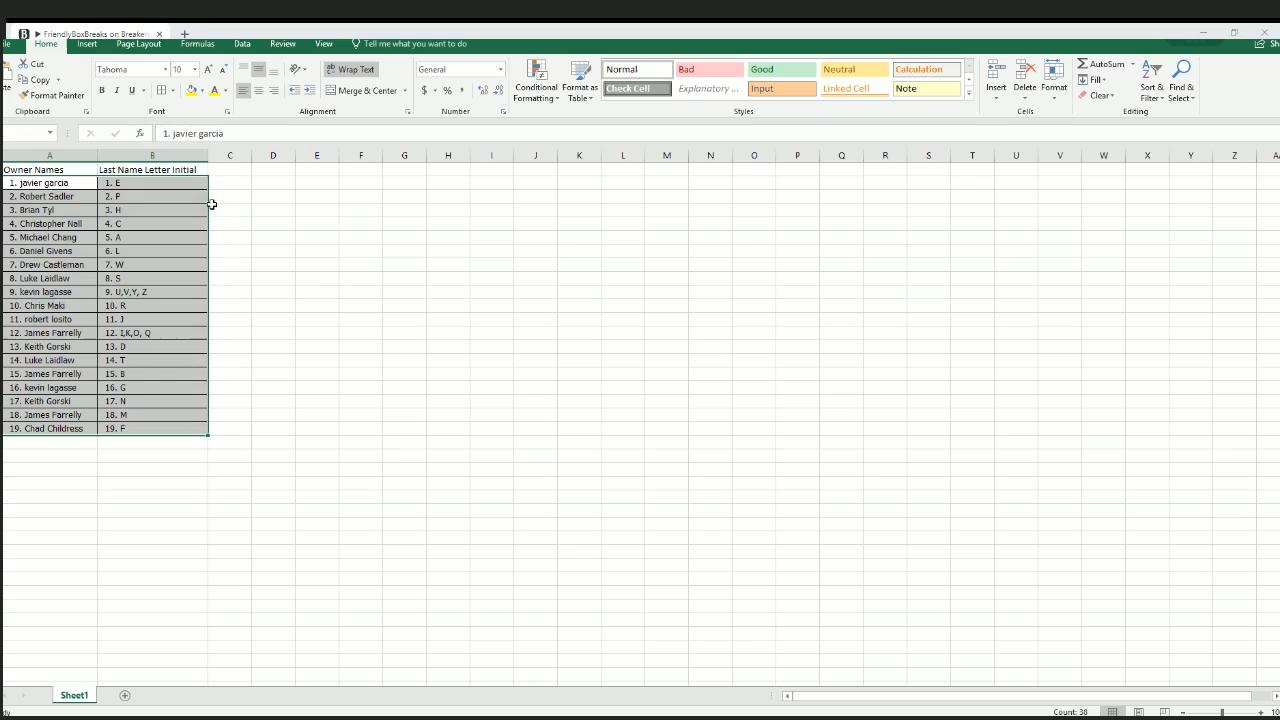 FriendlyBoxBreaks on Breakers
Home Insert Page Layout Formulas Data Review View Tell me what you want to do
Cut
Copy
Format Painter
Clipboard
Tahoma 10
B I U
Font
Wrap Text
Merge & Center
Alignment
General
$ % ,
Number
Conditional Formatting
Format as Table
Normal Bad Good Neutral Calculation
Check Cell Explanatory ... Input Linked Cell Note
Styles
Insert Delete Format
Cells
AutoSum
Fill
Clear
Sort & Filter
Find & Select
Editing
fx 1. javier garcia
A B C D E F G H I J K L M N O P Q R S T U V W X Y Z
Owner Names Last Name Letter Initial
1. javier garcia 1. E
2. Robert Sadler 2. P
3. Brian Tyl 3. H
4. Christopher Nall 4. C
5. Michael Chang 5. A
6. Daniel Givens 6. L
7. Drew Castleman 7. W
8. Luke Laidlaw 8. S
9. kevin lagasse 9. U,V,Y, Z
10. Chris Maki 10. R
11. robert losito 11. J
12. James Farrelly 12. I,K,O, Q
13. Keith Gorski 13. D
14. Luke Laidlaw 14. T
15. James Farrelly 15. B
16. kevin lagasse 16. G
17. Keith Gorski 17. N
18. James Farrelly 18. M
19. Chad Childress 19. F
Sheet1
Count: 38